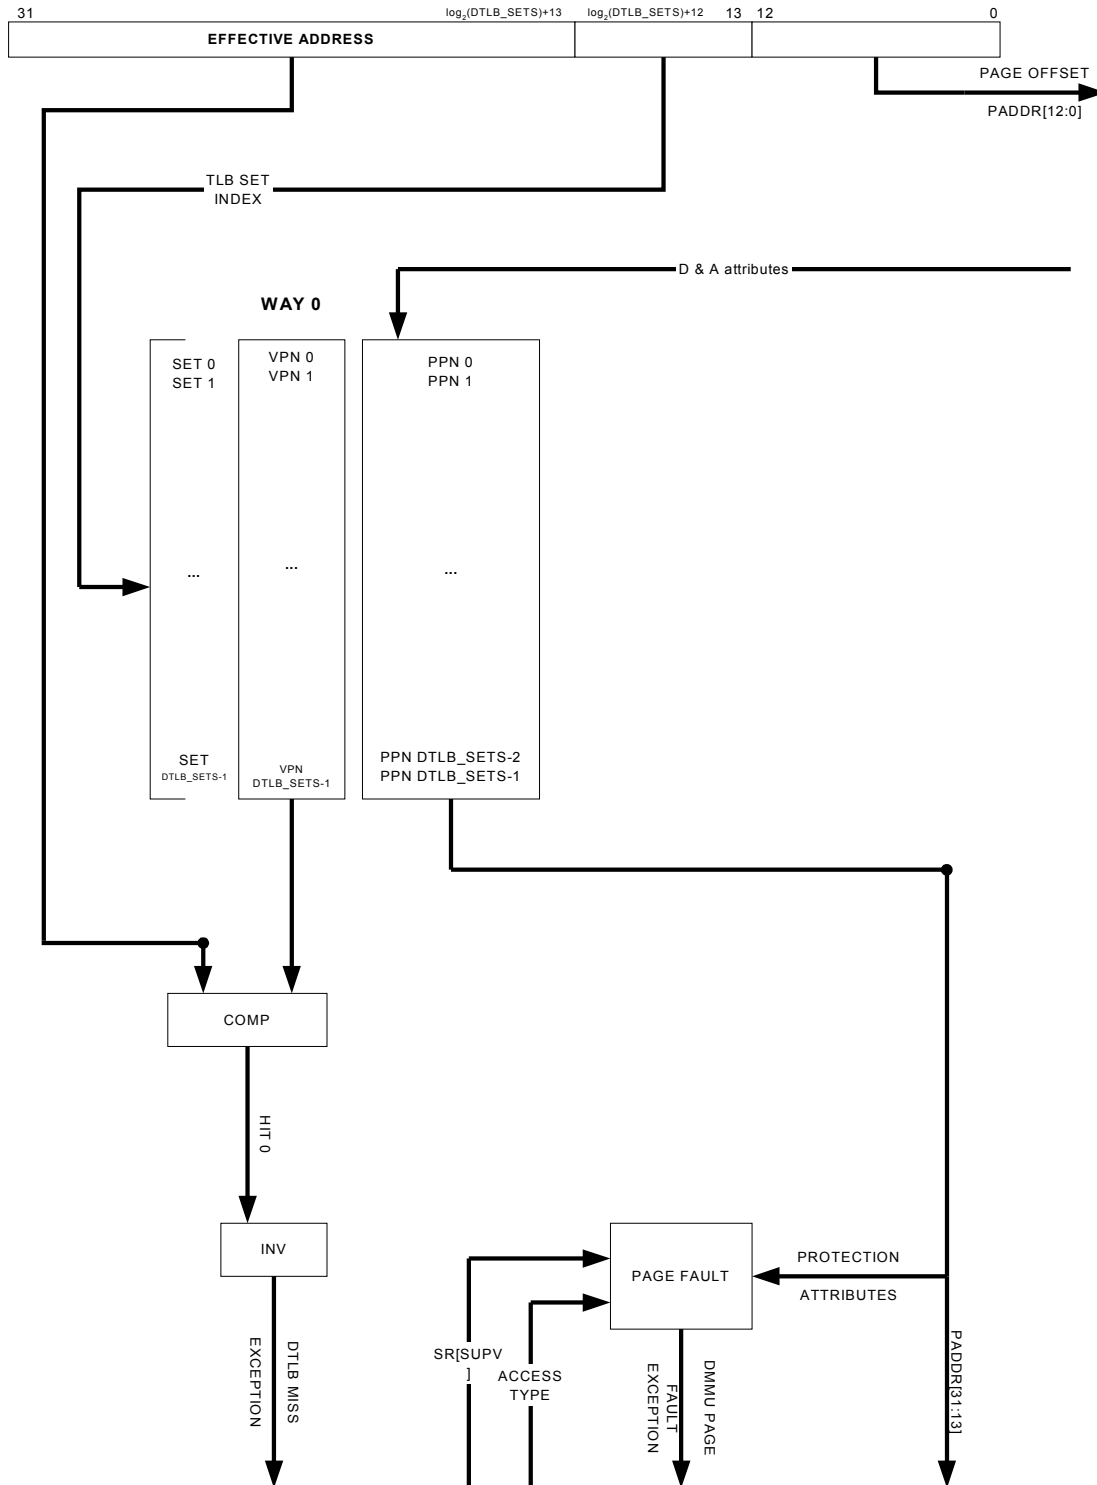 31
log2(DTLB_SETS)+13
log2(DTLB_SETS)+12
13
12
0
EFFECTIVE ADDRESS
PAGE OFFSET
PADDR[12:0]
TLB SET
INDEX
D & A attributes
WAY 0
SET 0
SET 1
...
SET
DTLB_SETS-1
VPN 0
VPN 1
...
VPN
DTLB_SETS-1
PPN 0
PPN 1
...
PPN DTLB_SETS-2
PPN DTLB_SETS-1
COMP
HIT 0
INV
DTLB MISS
EXCEPTION
PAGE FAULT
PROTECTION
ATTRIBUTES
SR[SUPV
]
ACCESS
TYPE
DMMU PAGE
FAULT
EXCEPTION
PADDR[31:13]